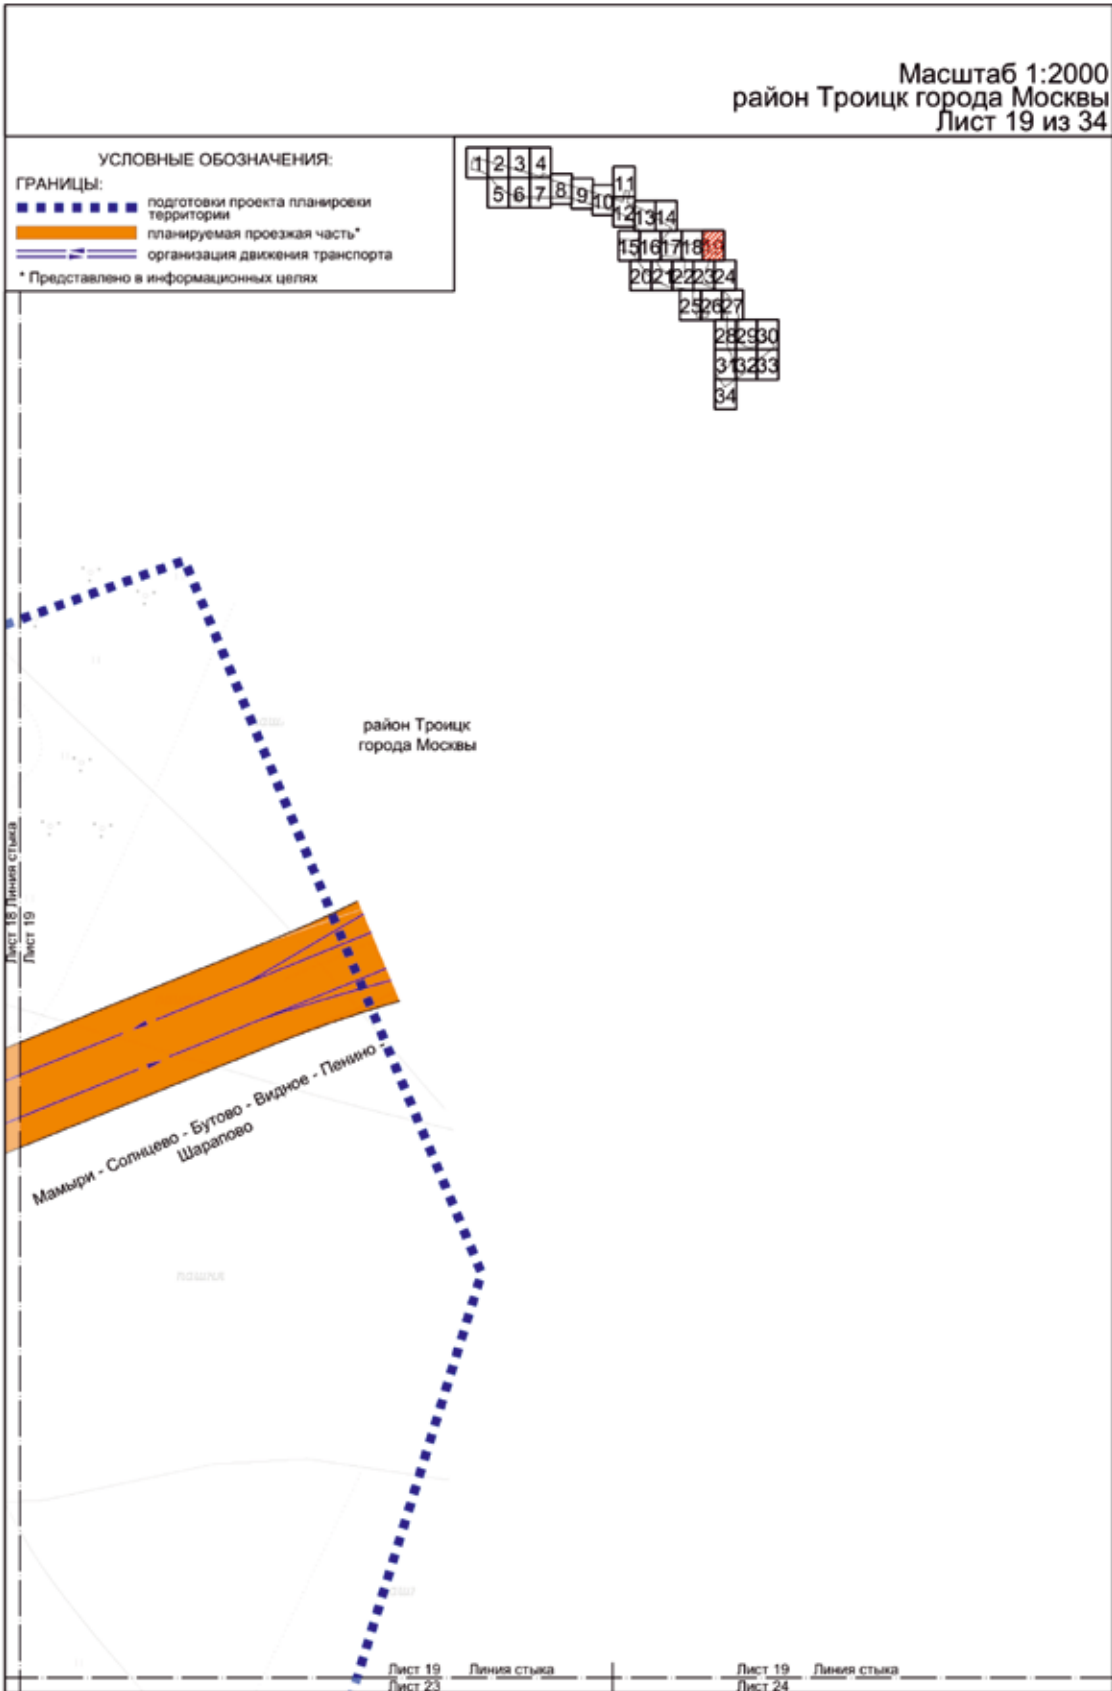 Масштаб 1:2000
район Троицк города Москвы
Лист 19 из 34
УСЛОВНЫЕ ОБОЗНАЧЕНИЯ:
ГРАНИЦЫ:
подготовки проекта планировки
территории
планируемая проезжая часть*
организация движения транспорта
* Представлено в информационных целях
1 2 3 4
5 6 7 8 9 10
11
12 13 14
15 16 17 18 19
20 21 22 23 24
25 26 27
28 29 30
31 32 33
34
район Троицк
города Москвы
Лист 18 Линия стыка
Лист 19
Мамыри - Солнцево - Бутово - Видное - Пенино -
Шарапово
пашня
Лист 19 Линия стыка
Лист 23
Лист 19 Линия стыка
Лист 24